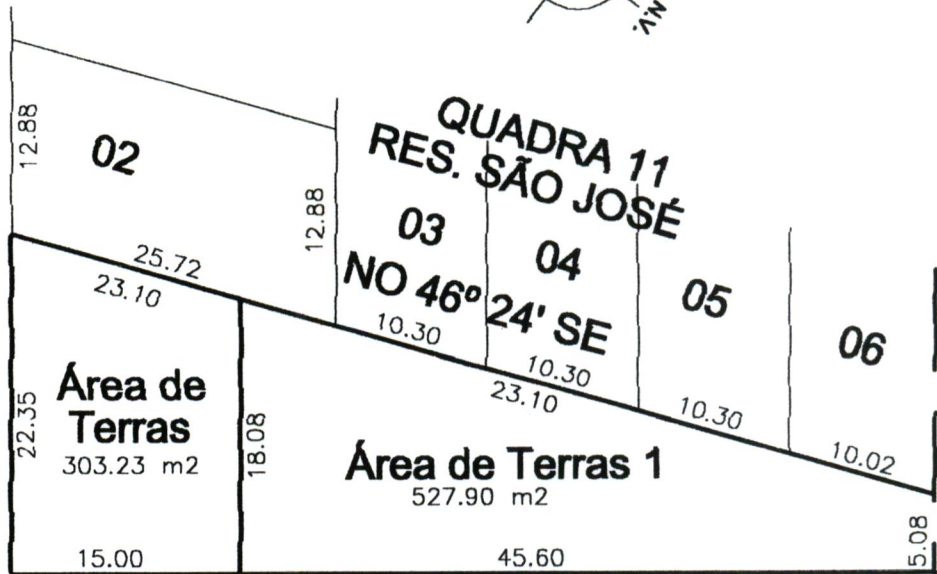 N.V.
QUADRA 11
RES. SÃO JOSÉ
12.88
02
12.88
03
04
05
06
NO 46º 24' SE
25.72
23.10
10.30
10.30
23.10
10.30
10.02
22.35
Área de
Terras
303.23 m2
18.08
Área de Terras 1
527.90 m2
5.08
15.00
45.60